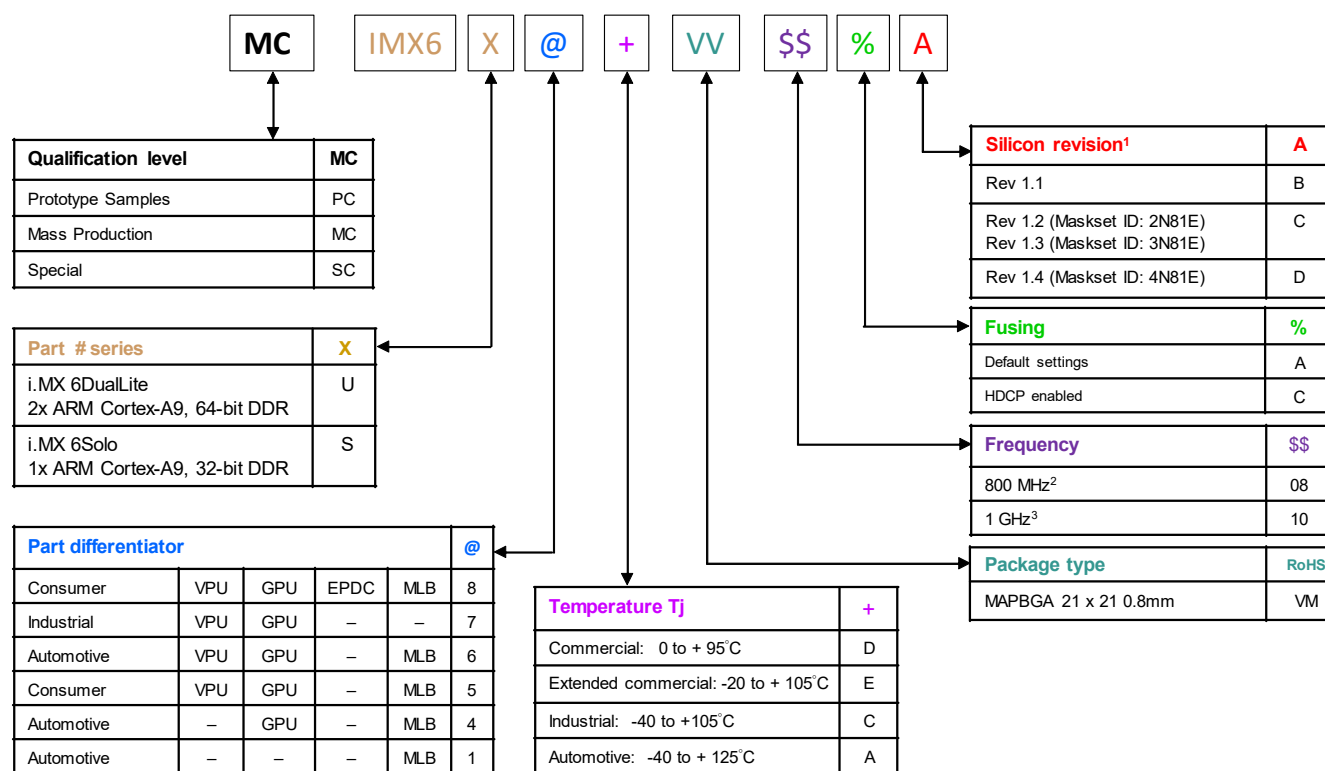 MC IMX6 X @ + VV $$ % A
Qualification level MC
Prototype Samples PC
Mass Production MC
Special SC
Part # series X
i.MX 6DualLite U
2x ARM Cortex-A9, 64-bit DDR
i.MX 6Solo S
1x ARM Cortex-A9, 32-bit DDR
Part differentiator @
Consumer VPU GPU EPDC MLB 8
Industrial VPU GPU – – 7
Automotive VPU GPU – MLB 6
Consumer VPU GPU – MLB 5
Automotive – GPU – MLB 4
Automotive – – – MLB 1
Temperature Tj +
Commercial: 0 to + 95°C D
Extended commercial: -20 to + 105°C E
Industrial: -40 to +105°C C
Automotive: -40 to + 125°C A
Silicon revision¹ A
Rev 1.1 B
Rev 1.2 (Maskset ID: 2N81E) C
Rev 1.3 (Maskset ID: 3N81E)
Rev 1.4 (Maskset ID: 4N81E) D
Fusing %
Default settings A
HDCP enabled C
Frequency $$
800 MHz² 08
1 GHz³ 10
Package type RoHS
MAPBGA 21 x 21 0.8mm VM